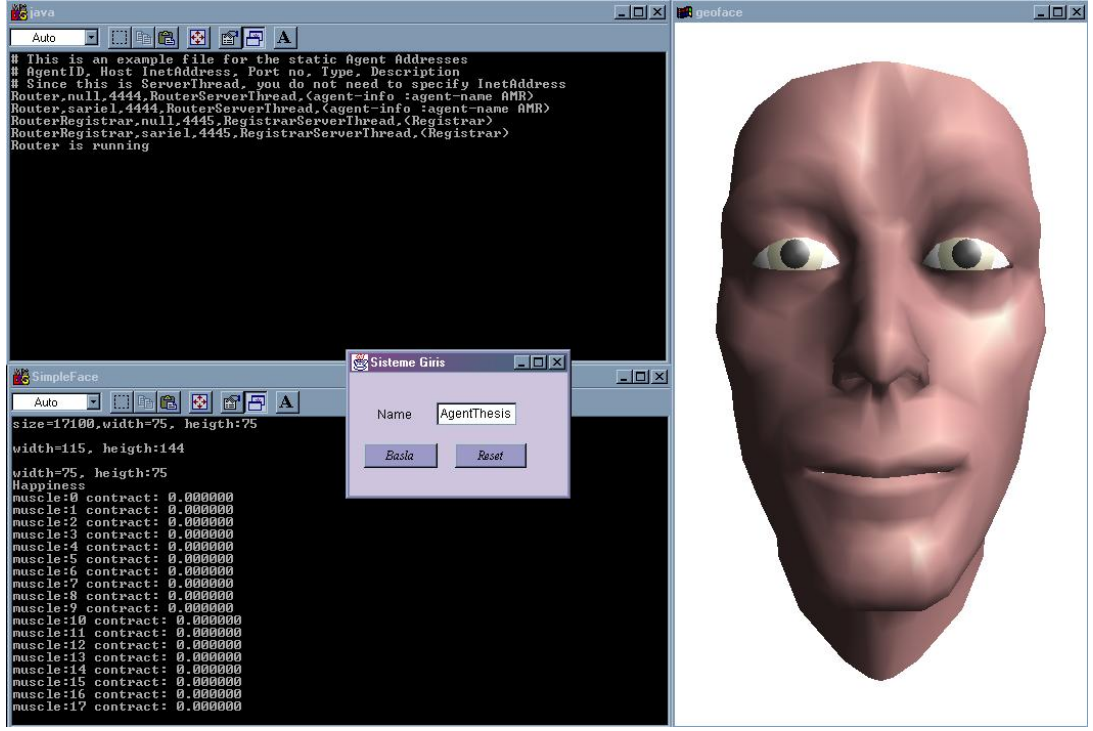 java
Auto
A
# This is an example file for the static Agent Addresses
# AgentID, Host InetAddress, Port no, Type, Description
# Since this is ServerThread, you do not need to specify InetAddress
Router,null,4444,RouterServerThread,(agent-info :agent-name AMR)
Router,sariel,4444,RouterServerThread,(agent-info :agent-name AMR)
RouterRegistrar,null,4445,RegistrarServerThread,(Registrar)
RouterRegistrar,sariel,4445,RegistrarServerThread,(Registrar)
Router is running
SimpleFace
Auto
A
size=17100,width=75, heigth:75
width=115, heigth:144
width=75, heigth:75
Happiness
muscle:0 contract: 0.000000
muscle:1 contract: 0.000000
muscle:2 contract: 0.000000
muscle:3 contract: 0.000000
muscle:4 contract: 0.000000
muscle:5 contract: 0.000000
muscle:6 contract: 0.000000
muscle:7 contract: 0.000000
muscle:8 contract: 0.000000
muscle:9 contract: 0.000000
muscle:10 contract: 0.000000
muscle:11 contract: 0.000000
muscle:12 contract: 0.000000
muscle:13 contract: 0.000000
muscle:14 contract: 0.000000
muscle:15 contract: 0.000000
muscle:16 contract: 0.000000
muscle:17 contract: 0.000000
Sisteme Giris
Name AgentThesis
Basla Reset
geoface